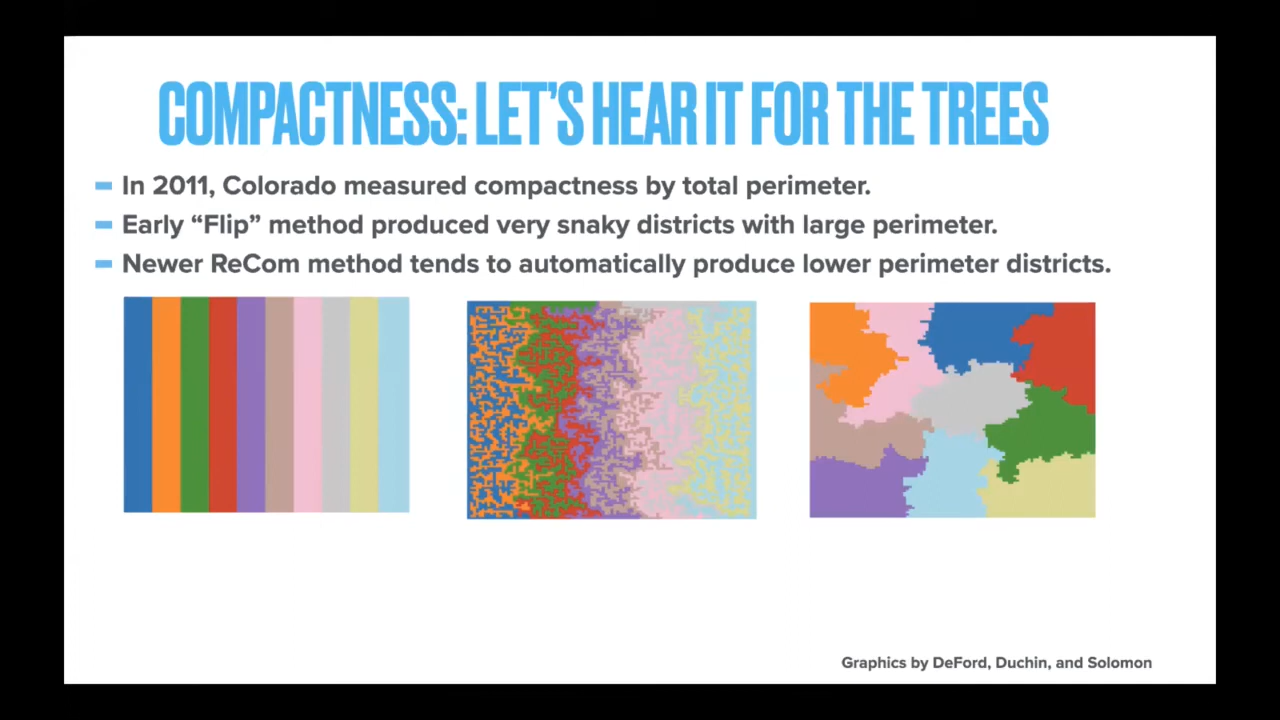 COMPACTNESS: LET'S HEAR IT FOR THE TREES
In 2011, Colorado measured compactness by total perimeter.
Early “Flip” method produced very snaky districts with large perimeter.
Newer ReCom method tends to automatically produce lower perimeter districts.
Graphics by DeFord, Duchin, and Solomon